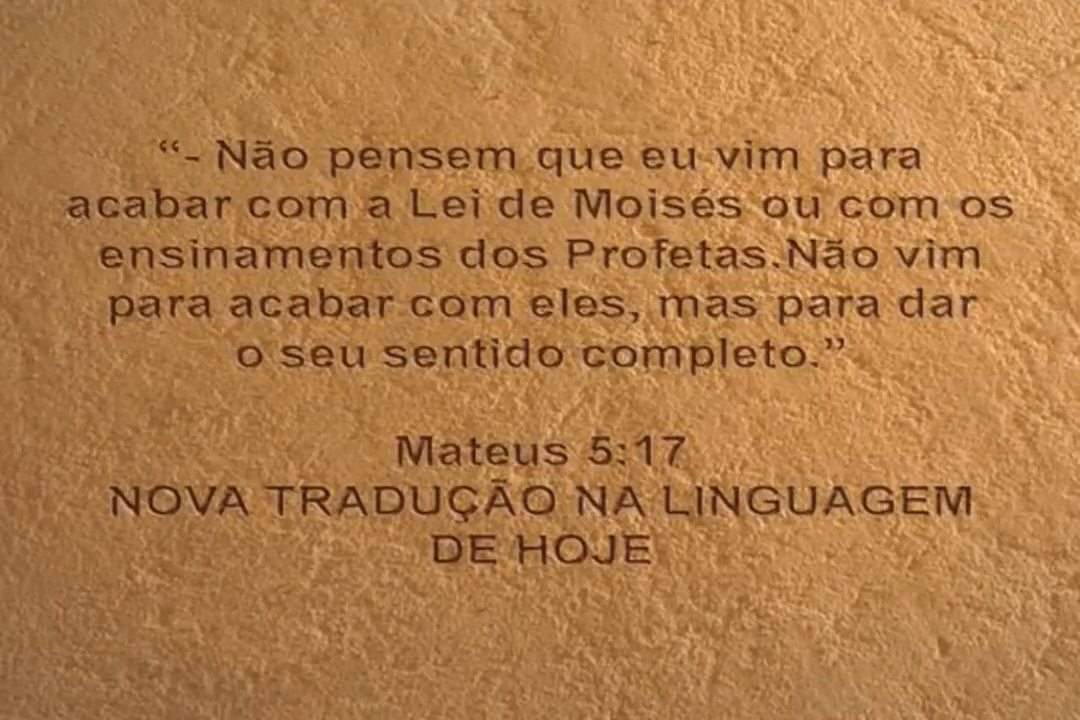 “- Não pensem que eu vim para
acabar com a Lei de Moisés ou com os
ensinamentos dos Profetas.Não vim
para acabar com eles, mas para dar
o seu sentido completo.”
Mateus 5:17
NOVA TRADUÇÃO NA LINGUAGEM
DE HOJE